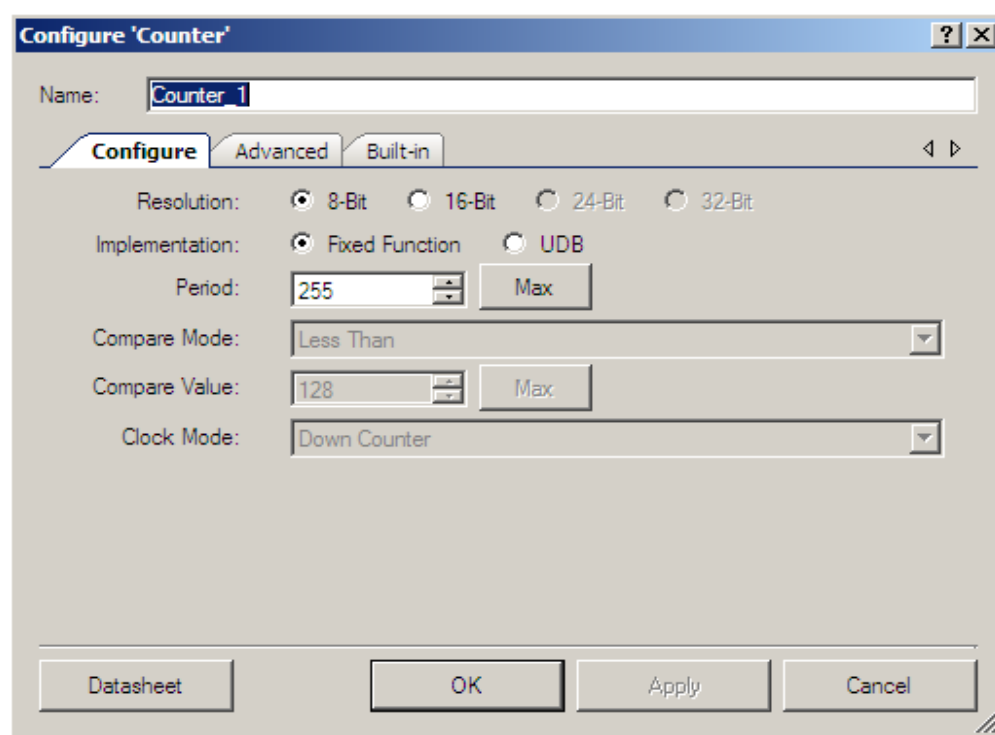 Configure 'Counter'
Name: Counter_1
Configure Advanced Built-in
Resolution: 8-Bit 16-Bit 24-Bit 32-Bit
Implementation: Fixed Function UDB
Period: 255 Max
Compare Mode: Less Than
Compare Value: 128 Max
Clock Mode: Down Counter
Datasheet OK Apply Cancel